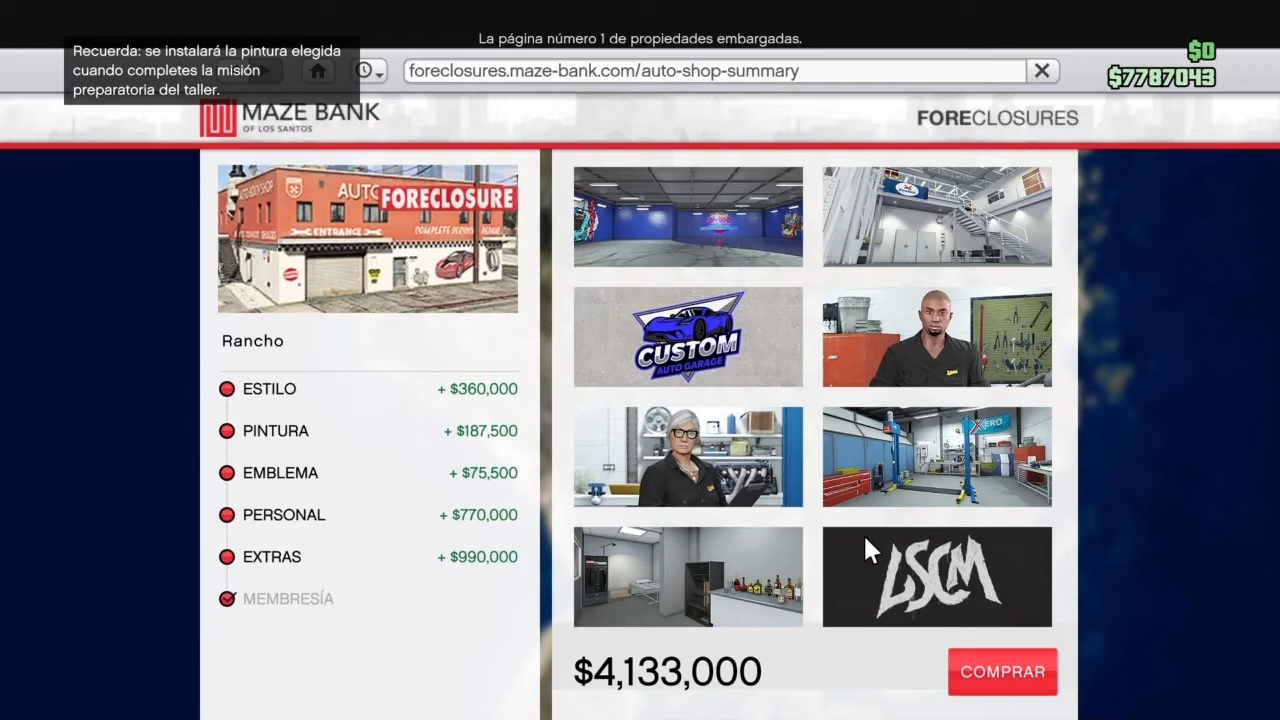 La página número 1 de propiedades embargadas.
Recuerda: se instalará la pintura elegida
cuando completes la misión
preparatoria del taller.
foreclosures.maze-bank.com/auto-shop-summary
$0
$7787043
MAZE BANK
OF LOS SANTOS
FORECLOSURES
AUTO BODY SHOP
AUTO
FORECLOSURE
ENTRANCE
Rancho
ESTILO + $360,000
PINTURA + $187,500
EMBLEMA + $75,500
PERSONAL + $770,000
EXTRAS + $990,000
MEMBRESÍA
CUSTOM
AUTO GARAGE
XERO
LSCM
$4,133,000
COMPRAR